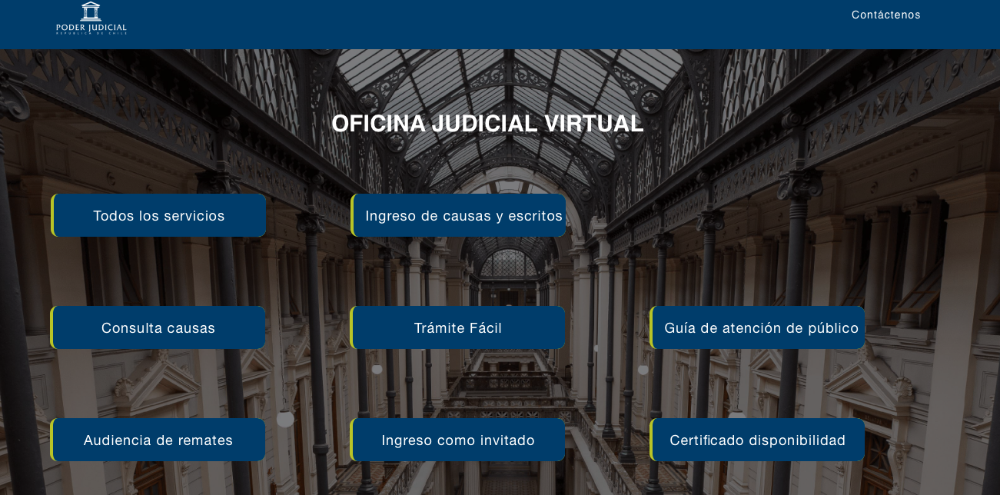 PODER JUDICIAL
REPUBLICA DE CHILE
Contáctenos
OFICINA JUDICIAL VIRTUAL
Todos los servicios
Ingreso de causas y escritos
Consulta causas
Trámite Fácil
Guía de atención de público
Audiencia de remates
Ingreso como invitado
Certificado disponibilidad